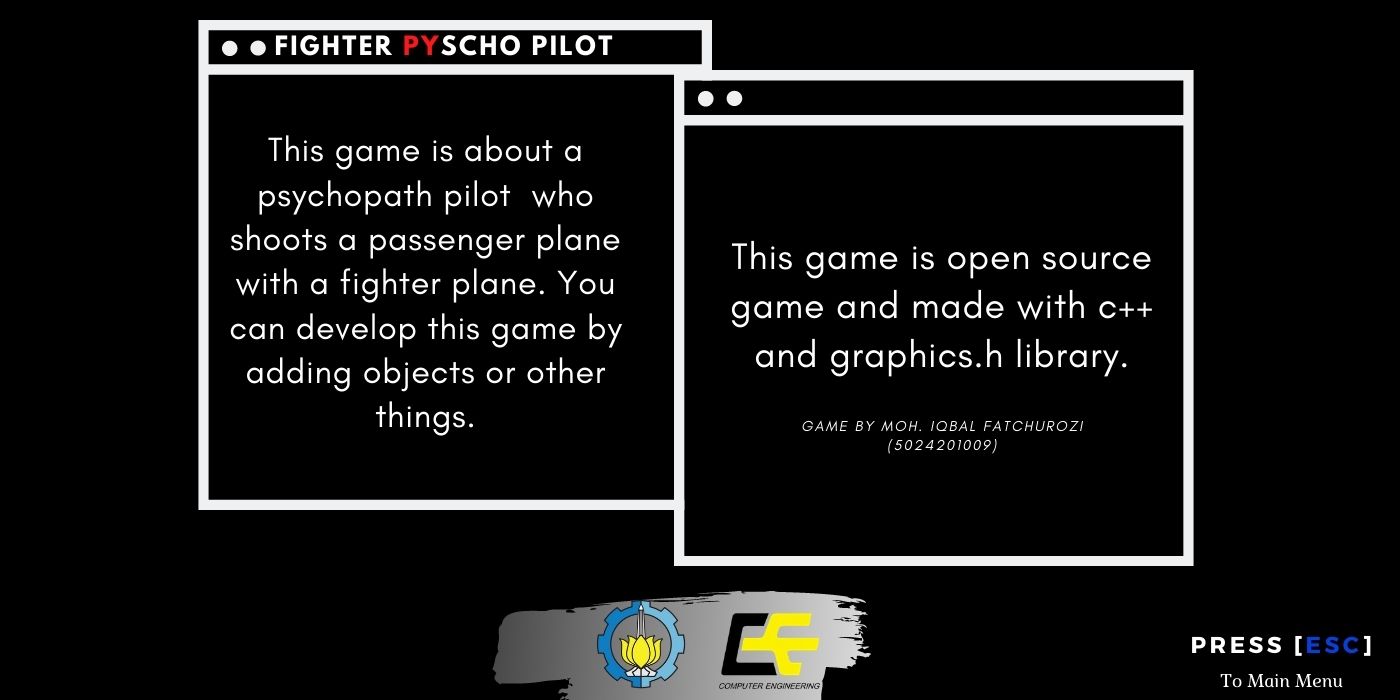 FIGHTER PYSCHO PILOT
This game is about a
psychopath pilot who
shoots a passenger plane
with a fighter plane. You
can develop this game by
adding objects or other
things.
This game is open source
game and made with c++
and graphics.h library.
GAME BY MOH. IQBAL FATCHUROZI
(5024201009)
COMPUTER ENGINEERING
PRESS [ESC]
To Main Menu